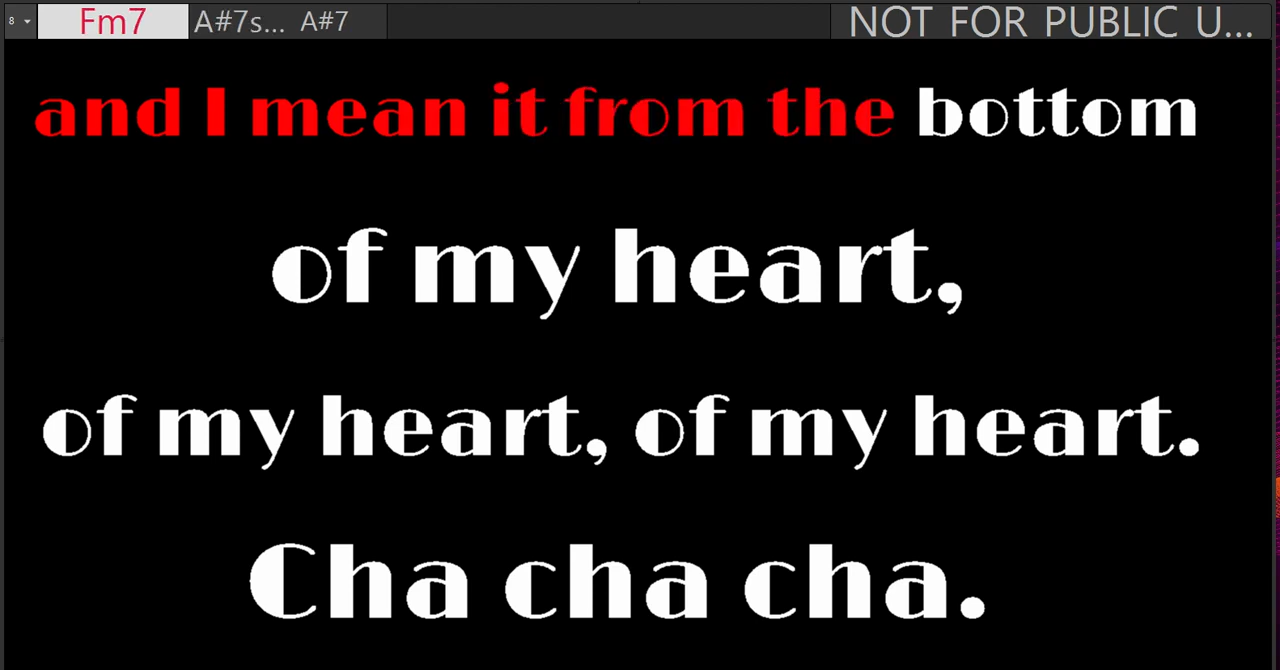 8 Fm7 A#7s... A#7 NOT FOR PUBLIC U...
and I mean it from the bottom
of my heart,
of my heart, of my heart.
Cha cha cha.